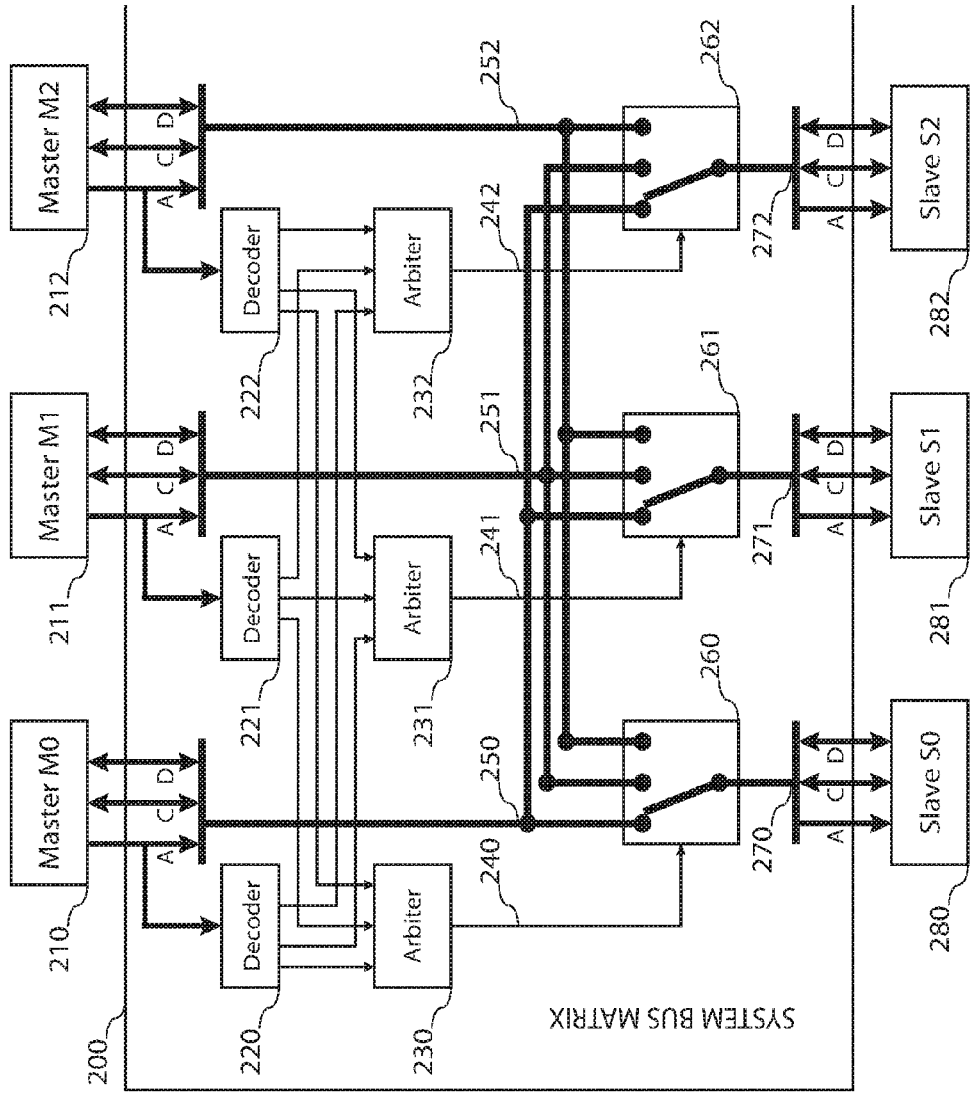 200
210
Master M0
A
C
D
211
Master M1
A
C
D
212
Master M2
A
C
D
220
Decoder
221
Decoder
222
Decoder
230
Arbiter
231
Arbiter
232
Arbiter
240
250
241
251
242
252
260
261
262
SYSTEM BUS MATRIX
270
A
C
D
271
A
C
D
272
A
C
D
280
Slave S0
281
Slave S1
282
Slave S2